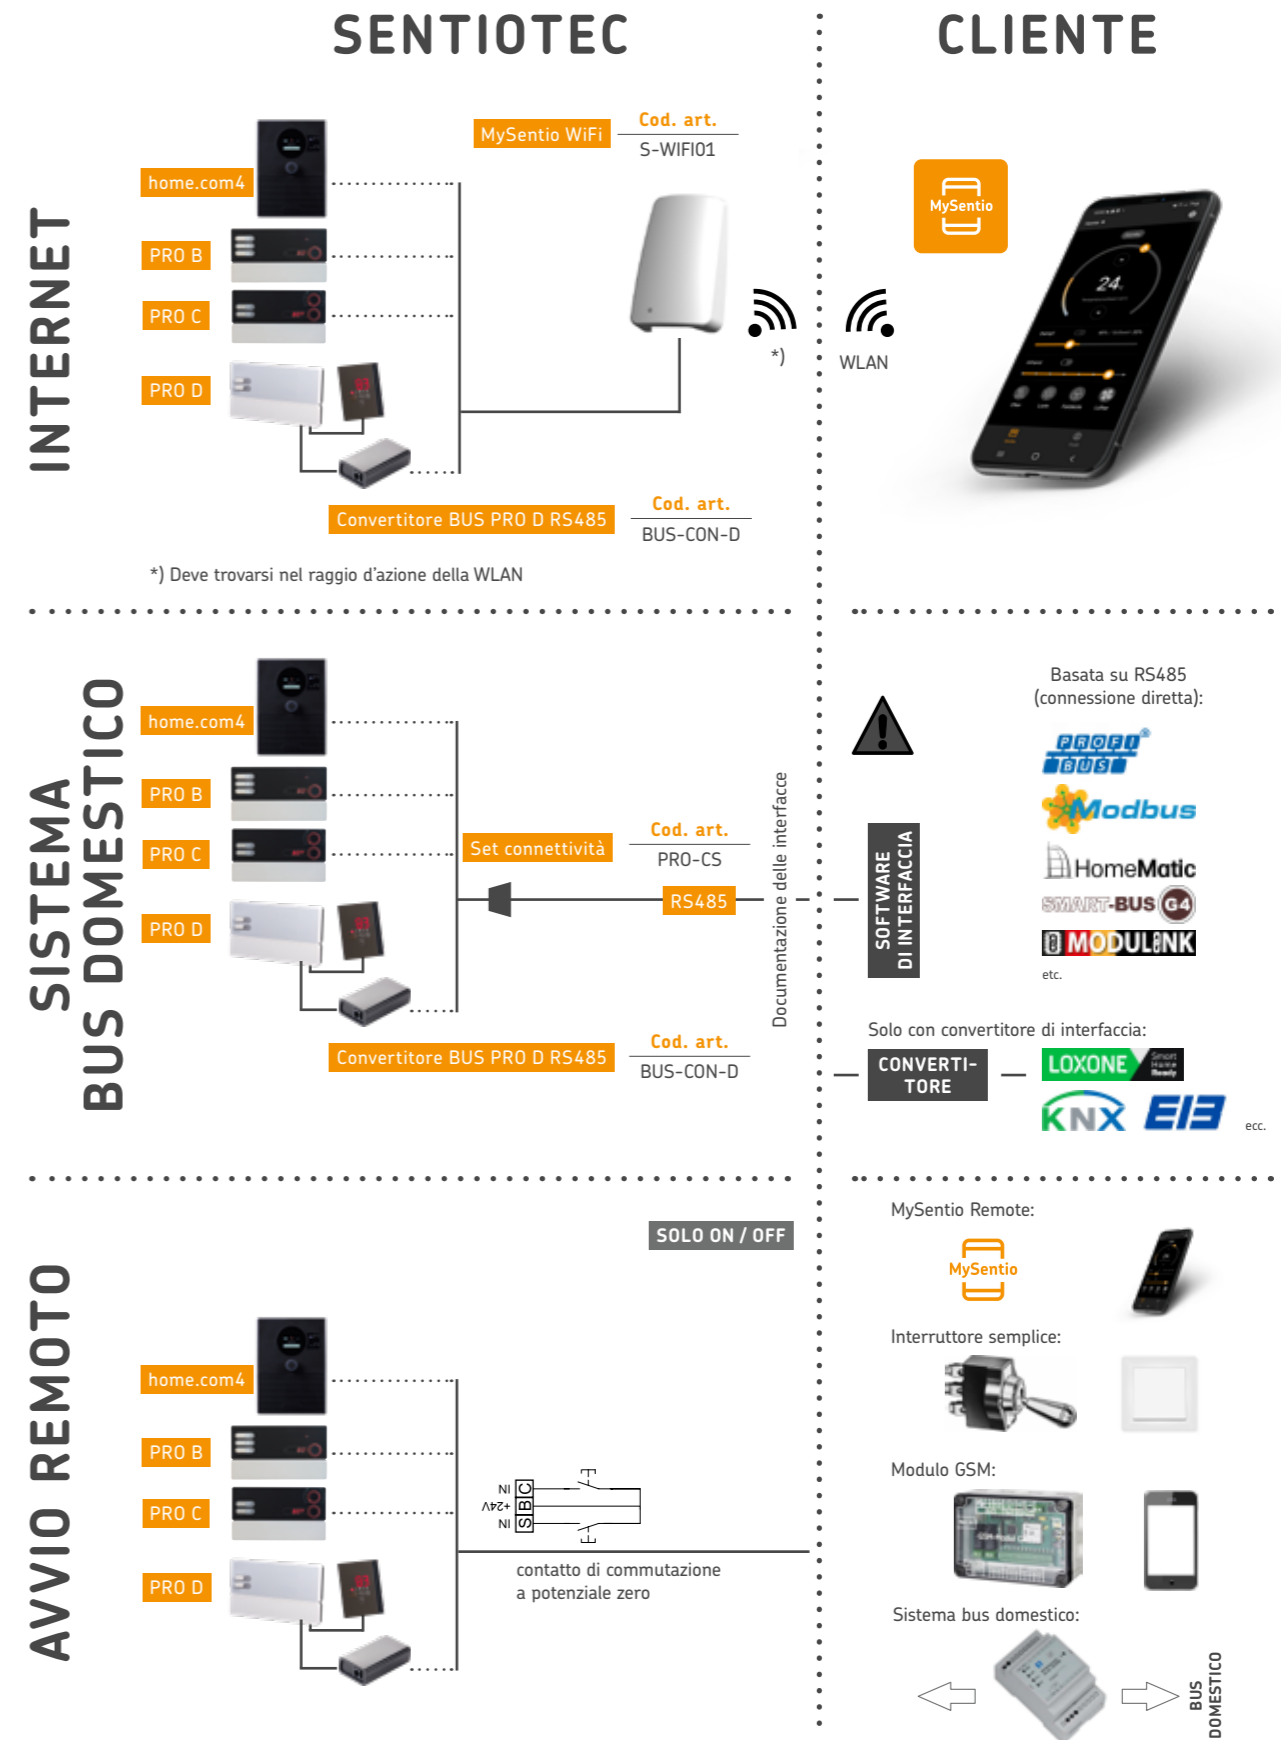 SENTIOTEC
CLIENTE
INTERNET
MySentio WiFi
Cod. art.
S-WIFI01
home.com4
PRO B
PRO C
PRO D
*)
WLAN
MySentio
24
Convertitore BUS PRO D RS485
Cod. art.
BUS-CON-D
*) Deve trovarsi nel raggio d'azione della WLAN
SISTEMA
BUS DOMESTICO
home.com4
PRO B
PRO C
PRO D
Set connettività
Cod. art.
PRO-CS
RS485
Convertitore BUS PRO D RS485
Cod. art.
BUS-CON-D
Documentazione delle interfacce
SOFTWARE
DI INTERFACCIA
Basata su RS485
(connessione diretta):
PROFI
BUS
Modbus
HomeMatic
SMART-BUS G4
MODULINK
etc.
Solo con convertitore di interfaccia:
CONVERTI-
TORE
LOXONE
Smart
Home
Ready
KNX
EIB
ecc.
AVVIO REMOTO
SOLO ON / OFF
home.com4
PRO B
PRO C
PRO D
IN
+24V
IN
S B C
contatto di commutazione
a potenziale zero
MySentio Remote:
MySentio
Interruttore semplice:
Modulo GSM:
Sistema bus domestico:
BUS
DOMESTICO